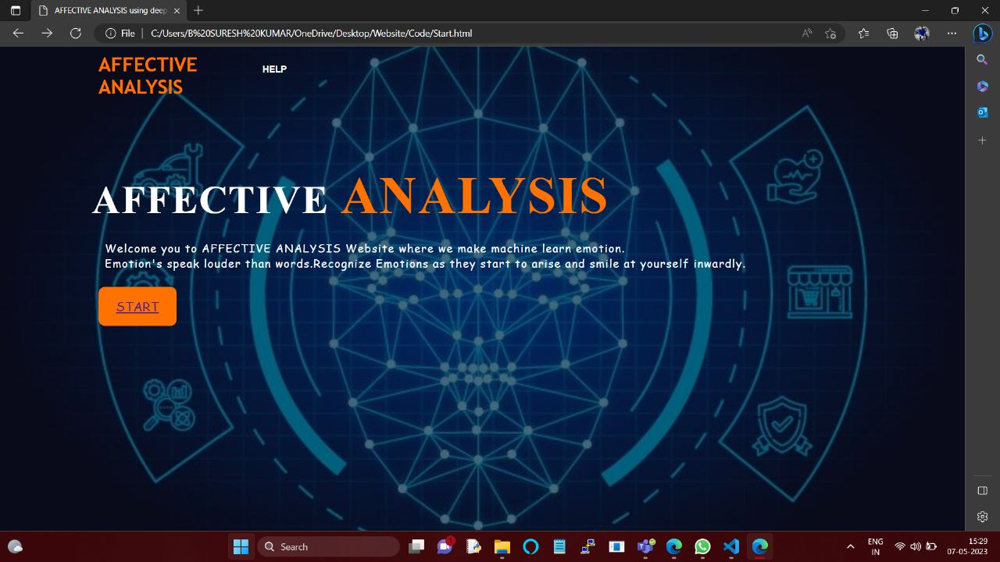 AFFECTIVE ANALYSIS using deep
File
C:/Users/B%20SURESH%20KUMAR/OneDrive/Desktop/Website/Code/Start.html
AFFECTIVE
ANALYSIS
HELP
AFFECTIVE ANALYSIS
Welcome you to AFFECTIVE ANALYSIS Website where we make machine learn emotion.
Emotion's speak louder than words.Recognize Emotions as they start to arise and smile at yourself inwardly.
START
Search
1
ENG
IN
15:29
07-05-2023